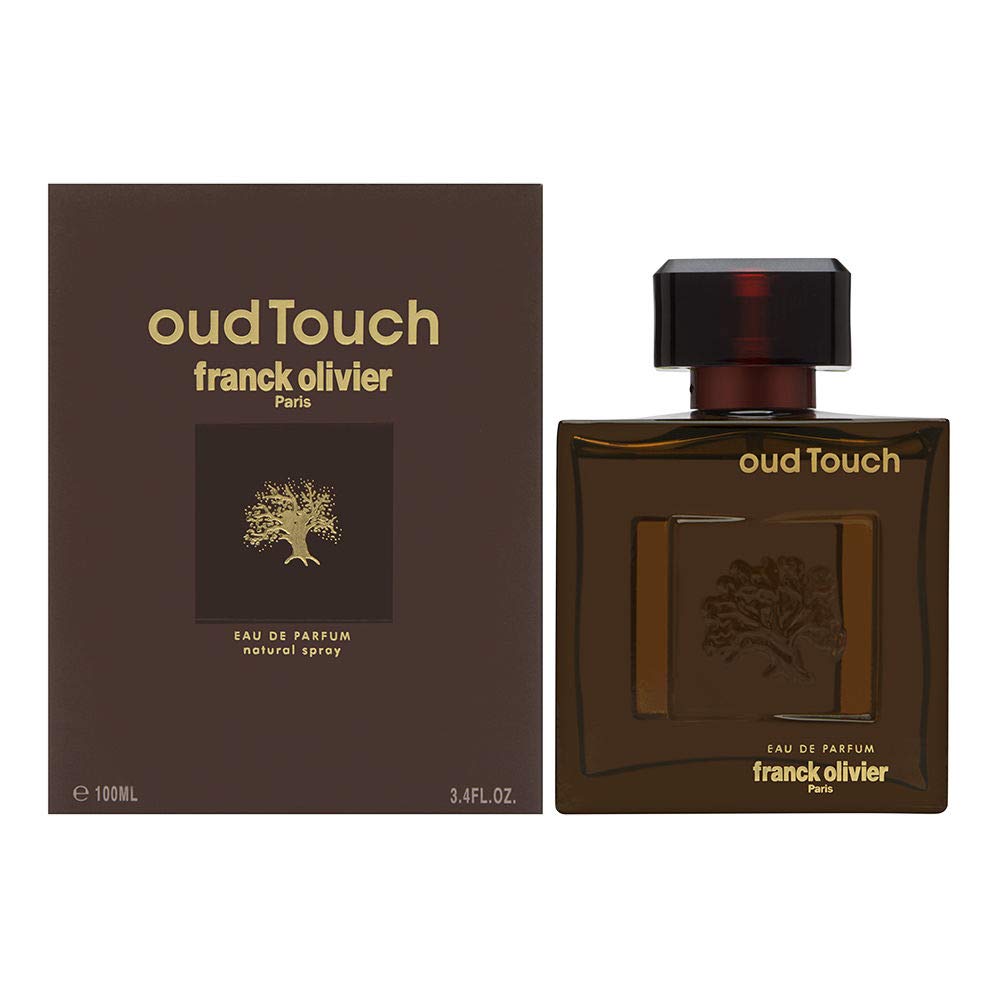 oud Touch
franck olivier
Paris
EAU DE PARFUM
natural spray
℮ 100ML
3.4FL.OZ.
oud Touch
EAU DE PARFUM
franck olivier
Paris